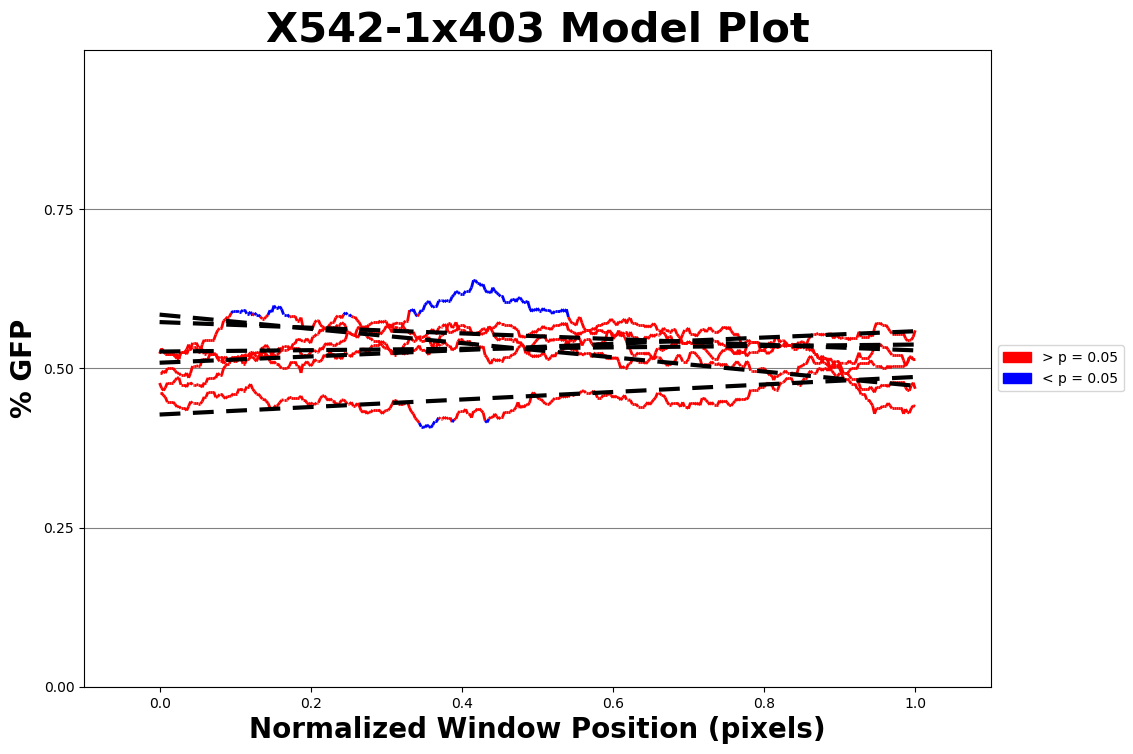 X542-1x403 Model Plot
% GFP
0.75
0.50
0.25
0.00
0.0 0.2 0.4 0.6 0.8 1.0
Normalized Window Position (pixels)
> p = 0.05
< p = 0.05